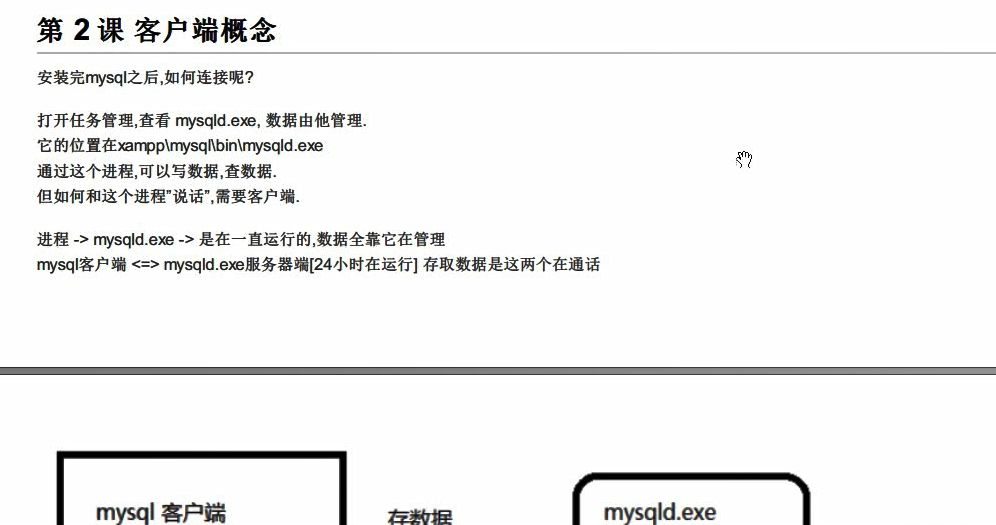 第 2 课 客户端概念
安装完mysql之后,如何连接呢?
打开任务管理,查看 mysqld.exe, 数据由他管理.
它的位置在xampp\mysql\bin\mysqld.exe
通过这个进程,可以写数据,查数据.
但如何和这个进程”说话”,需要客户端.
进程 -> mysqld.exe -> 是在一直运行的,数据全靠它在管理
mysql客户端 <=> mysqld.exe服务器端[24小时在运行] 存取数据是这两个在通话
mysql 客户端
存数据
mysqld.exe